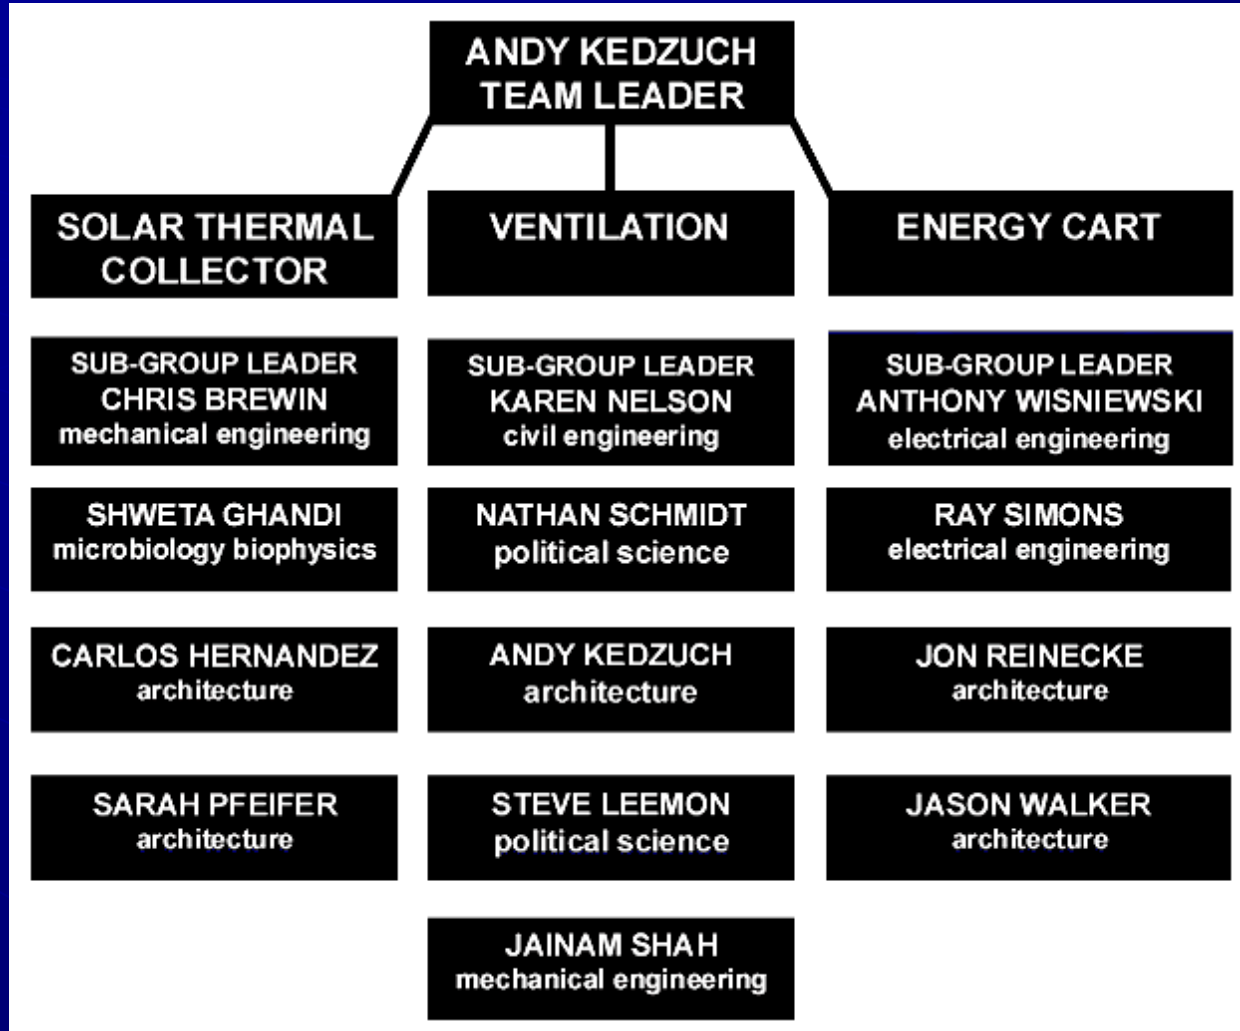 ANDY KEDZUCH
TEAM LEADER
SOLAR THERMAL
COLLECTOR
VENTILATION
ENERGY CART
SUB-GROUP LEADER
CHRIS BREWIN
mechanical engineering
SUB-GROUP LEADER
KAREN NELSON
civil engineering
SUB-GROUP LEADER
ANTHONY WISNIEWSKI
electrical engineering
SHWETA GHANDI
microbiology biophysics
NATHAN SCHMIDT
political science
RAY SIMONS
electrical engineering
CARLOS HERNANDEZ
architecture
ANDY KEDZUCH
architecture
JON REINECKE
architecture
SARAH PFEIFER
architecture
STEVE LEEMON
political science
JASON WALKER
architecture
JAINAM SHAH
mechanical engineering